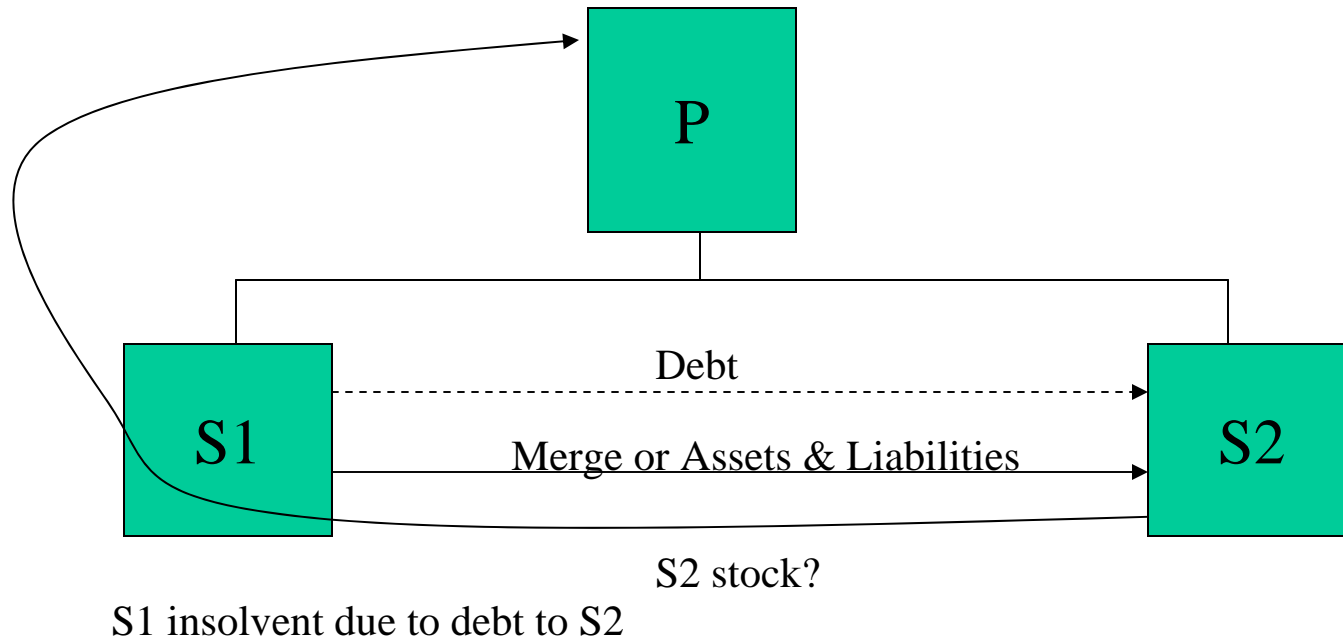 P
Debt
S1
Merge or Assets & Liabilities
S2
S2 stock?
S1 insolvent due to debt to S2